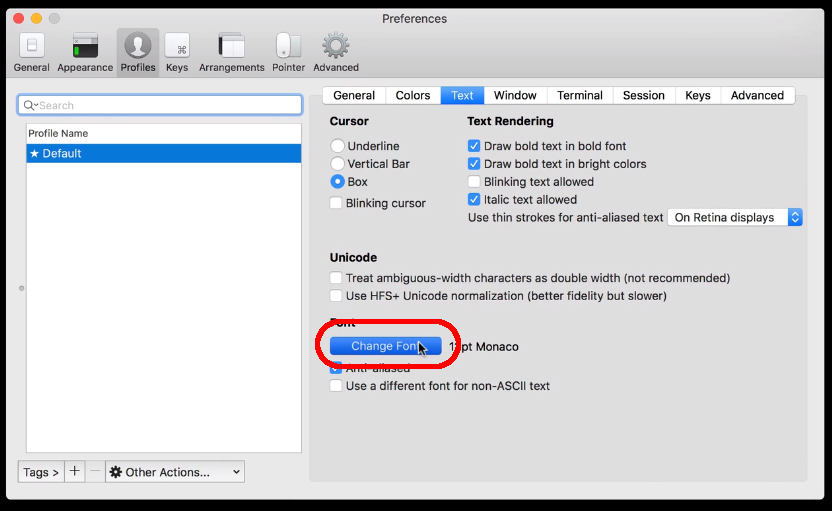 Preferences
General Appearance Profiles Keys Arrangements Pointer Advanced
Search
Profile Name
★ Default
Tags > + − Other Actions...
General Colors Text Window Terminal Session Keys Advanced
Cursor
Underline
Vertical Bar
Box
Blinking cursor
Text Rendering
Draw bold text in bold font
Draw bold text in bright colors
Blinking text allowed
Italic text allowed
Use thin strokes for anti-aliased text On Retina displays
Unicode
Treat ambiguous-width characters as double width (not recommended)
Use HFS+ Unicode normalization (better fidelity but slower)
Font
Change Font
Monaco
Anti-aliased
Use a different font for non-ASCII text